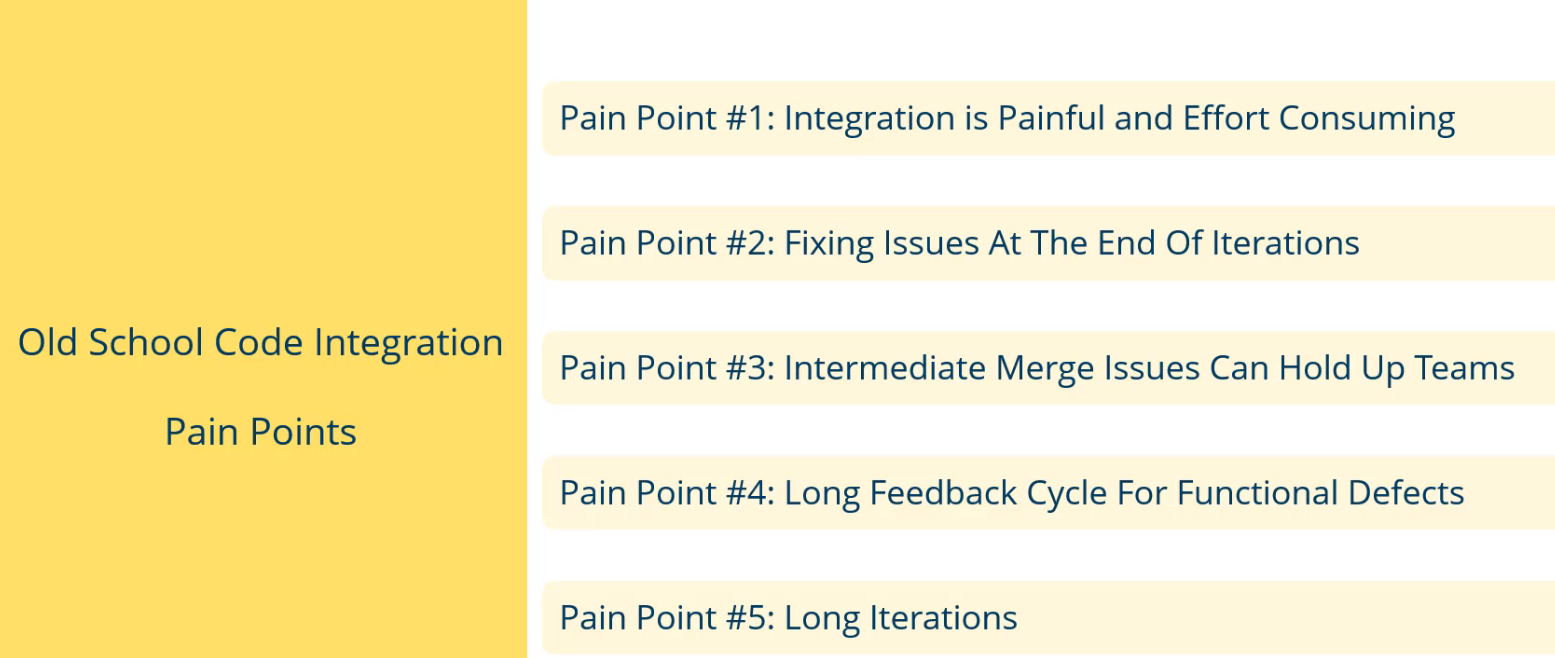 Old School Code Integration
Pain Points
Pain Point #1: Integration is Painful and Effort Consuming
Pain Point #2: Fixing Issues At The End Of Iterations
Pain Point #3: Intermediate Merge Issues Can Hold Up Teams
Pain Point #4: Long Feedback Cycle For Functional Defects
Pain Point #5: Long Iterations